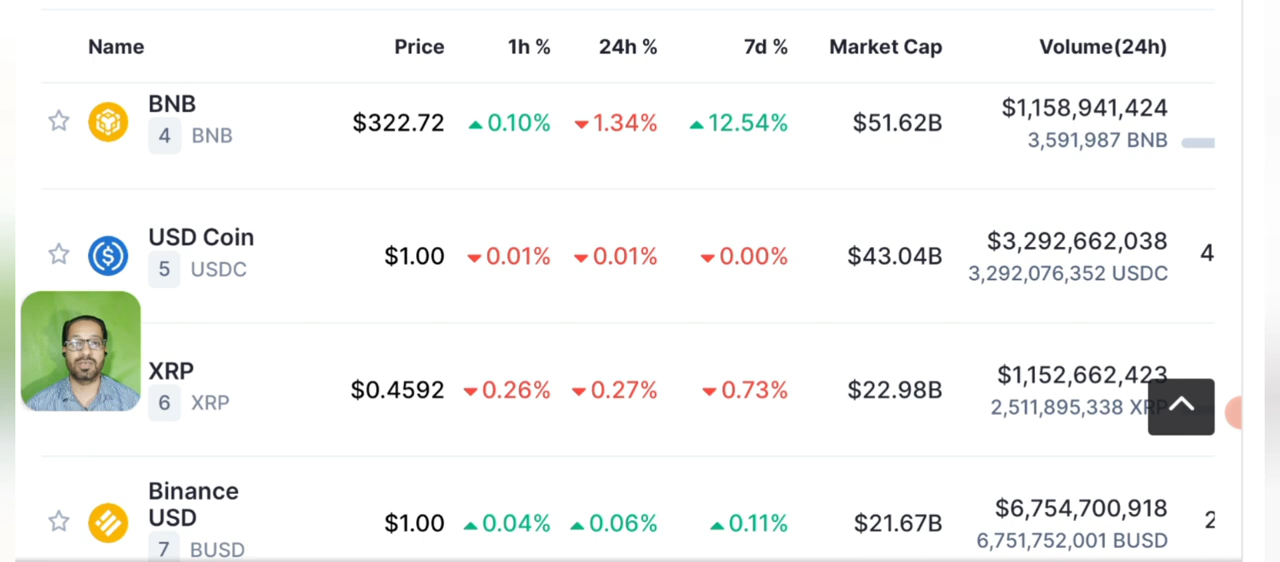 Name Price 1h % 24h % 7d % Market Cap Volume(24h)
BNB
4 BNB $322.72 0.10% 1.34% 12.54% $51.62B $1,158,941,424
3,591,987 BNB
USD Coin
5 USDC $1.00 0.01% 0.01% 0.00% $43.04B $3,292,662,038
3,292,076,352 USDC 4
XRP
6 XRP $0.4592 0.26% 0.27% 0.73% $22.98B $1,152,662,423
2,511,895,338 XRP
Binance
USD
7 BUSD $1.00 0.04% 0.06% 0.11% $21.67B $6,754,700,918
6,751,752,001 BUSD 2